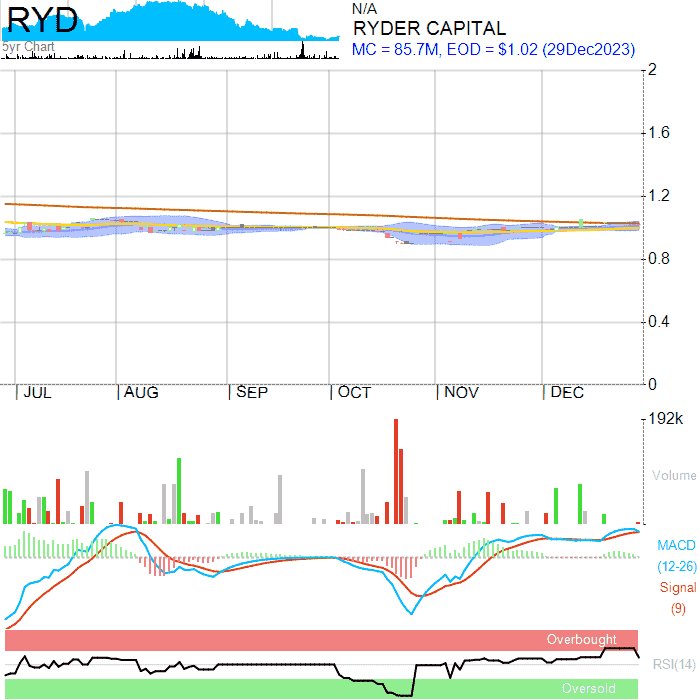 RYD
5yr Chart
N/A
RYDER CAPITAL
MC = 85.7M, EOD = $1.02 (29Dec2023)
2
1.6
1.2
0.8
0.4
0
JUL AUG SEP OCT NOV DEC
192k
Volume
MACD
(12-26)
Signal
(9)
Overbought
RSI(14)
Oversold